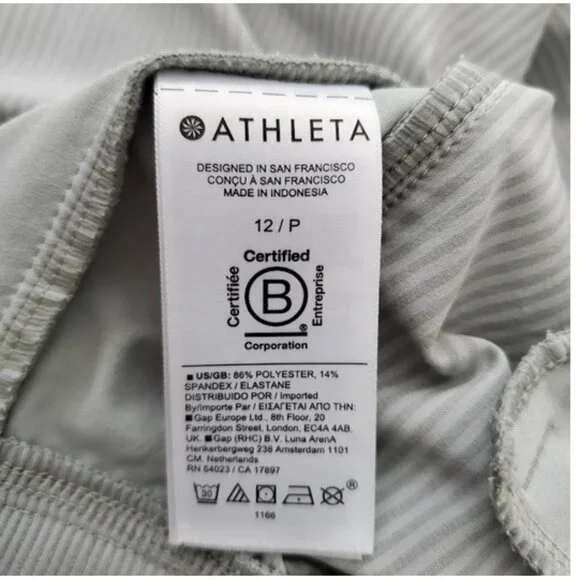 ATHLETA
DESIGNED IN SAN FRANCISCO
CONÇU À SAN FRANCISCO
MADE IN INDONESIA
12 / P
Certified
Certifiée
B
Entreprise
®
Corporation
■ US/GB: 86% POLYESTER, 14%
SPANDEX / ELASTANE
DISTRIBUIDO POR / Imported
By/Importe Par / ΕΙΣΑΓΕΤΑΙ ΑΠΟ ΤΗΝ:
■ Gap Europe Ltd., 8th Floor, 20
Farringdon Street, London, EC4A 4AB.
UK. ■ Gap (RHC) B.V. Luna ArenA
Herikerbergweg 238 Amsterdam 1101
CM. Netherlands
RN 54023 / CA 17897
30
®
1166